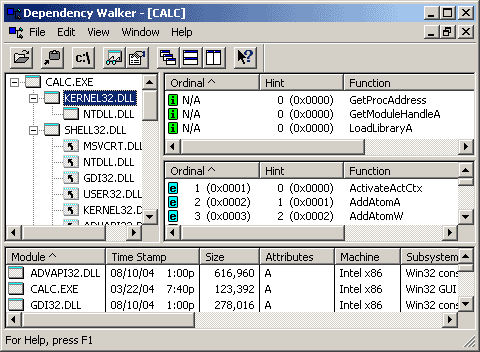 Dependency Walker - [CALC]
File Edit View Window Help
c:\
CALC.EXE
KERNEL32.DLL
NTDLL.DLL
SHELL32.DLL
MSVCRT.DLL
NTDLL.DLL
GDI32.DLL
USER32.DLL
KERNEL32.D
Ordinal ^ Hint Function
N/A 0 (0x0000) GetProcAddress
N/A 0 (0x0000) GetModuleHandleA
N/A 0 (0x0000) LoadLibraryA
Ordinal ^ Hint Function
1 (0x0001) 0 (0x0000) ActivateActCtx
2 (0x0002) 1 (0x0001) AddAtomA
3 (0x0003) 2 (0x0002) AddAtomW
Module ^ Time Stamp Size Attributes Machine Subsystem
ADVAPI32.DLL 08/10/04 1:00p 616,960 A Intel x86 Win32 cons
CALC.EXE 03/22/04 7:40p 123,392 A Intel x86 Win32 GUI
GDI32.DLL 08/10/04 1:00p 278,016 A Intel x86 Win32 cons
For Help, press F1